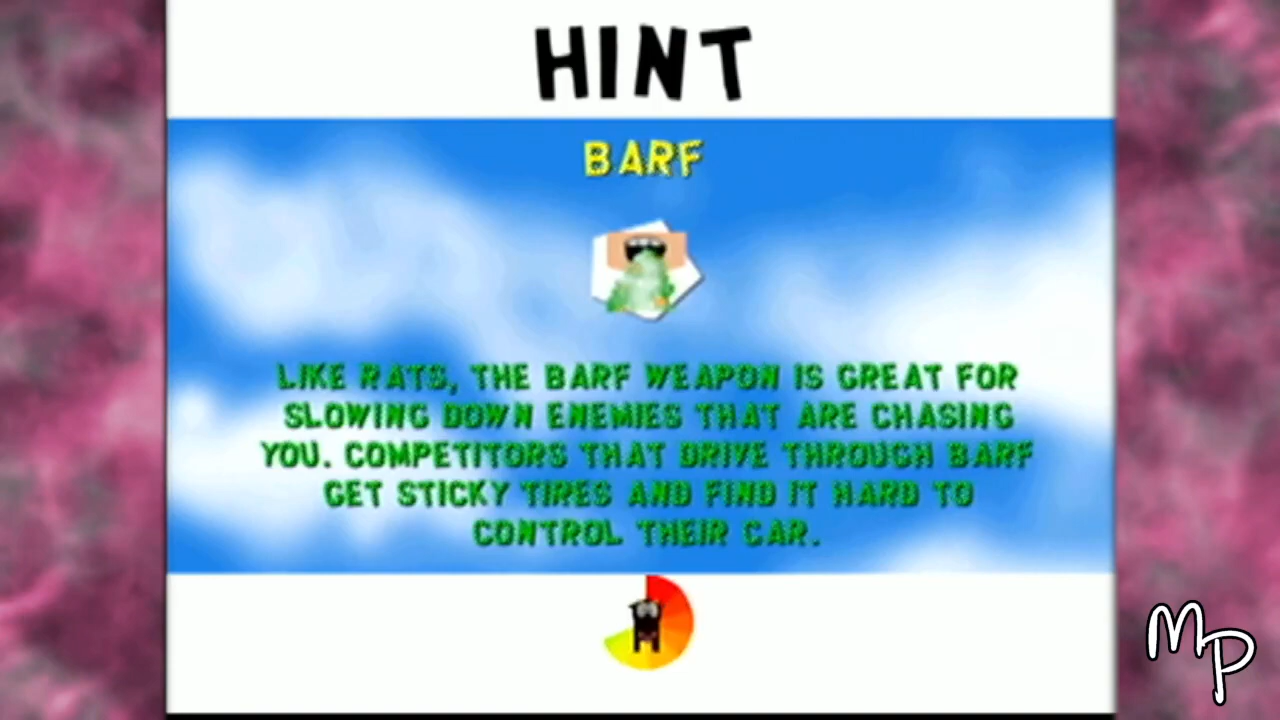 HINT
BARF
LIKE RATS, THE BARF WEAPON IS GREAT FOR
SLOWING DOWN ENEMIES THAT ARE CHASING
YOU. COMPETITORS THAT DRIVE THROUGH BARF
GET STICKY TIRES AND FIND IT HARD TO
CONTROL THEIR CAR.
MP